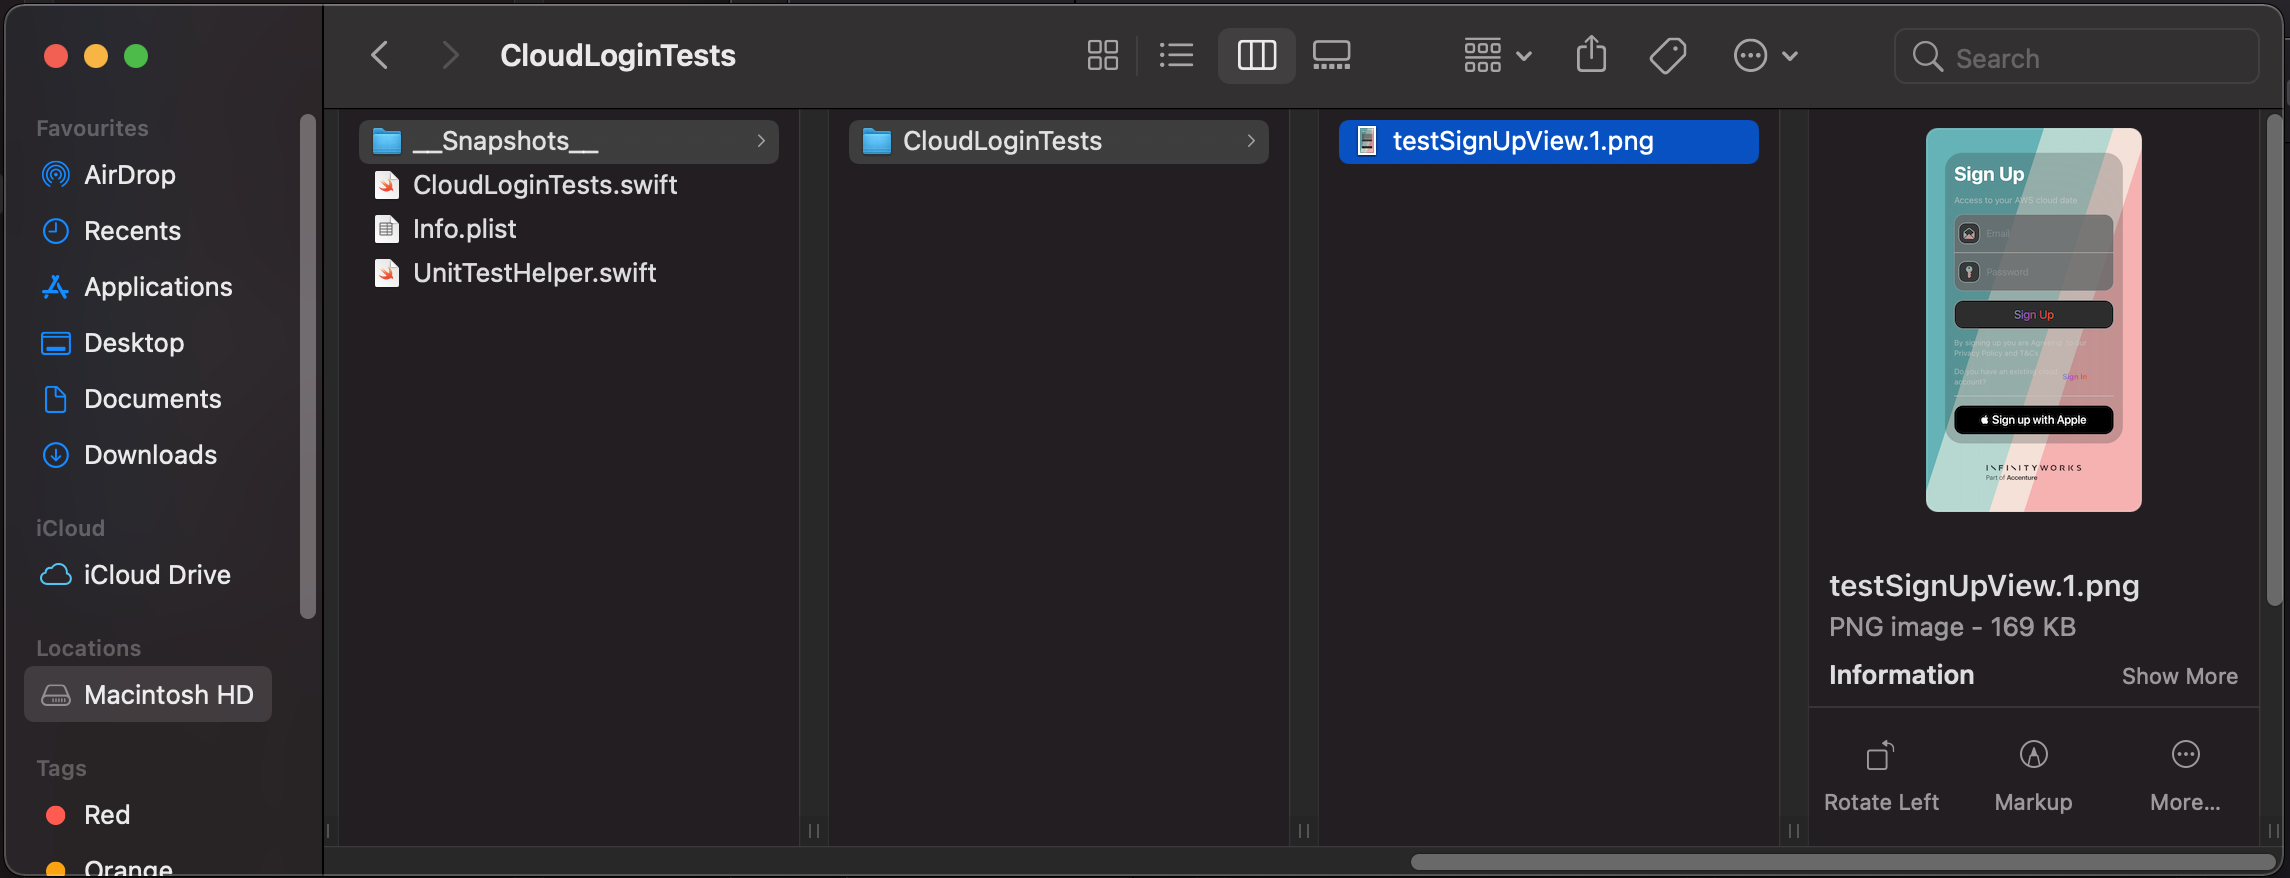 CloudLoginTests
Search
Favourites
AirDrop
Recents
Applications
Desktop
Documents
Downloads
iCloud
iCloud Drive
Locations
Macintosh HD
Tags
Red
Orange
__Snapshots__
CloudLoginTests.swift
Info.plist
UnitTestHelper.swift
CloudLoginTests
testSignUpView.1.png
Sign Up
Access to your AWS cloud date
Email
Password
Sign Up
By signing up you are Agreeing to our
Privacy Policy and T&Cs
Do you have an existing cloud
account?
Sign In
Sign up with Apple
INFINITYWORKS
Part of Accenture
testSignUpView.1.png
PNG image - 169 KB
Information
Show More
Rotate Left
Markup
More...